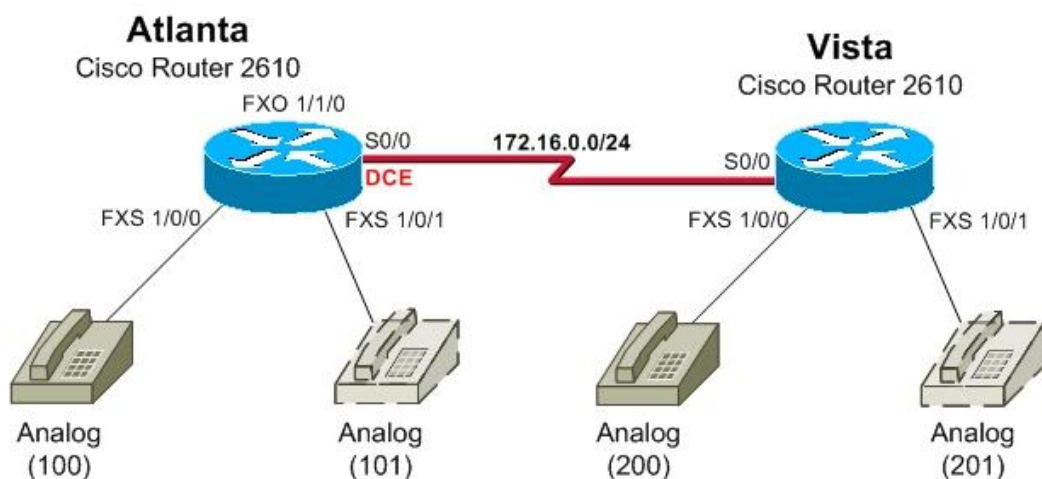 Atlanta
Cisco Router 2610
FXO 1/1/0
S0/0
DCE
172.16.0.0/24
Vista
Cisco Router 2610
S0/0
FXS 1/0/0
FXS 1/0/1
FXS 1/0/0
FXS 1/0/1
Analog
(100)
Analog
(101)
Analog
(200)
Analog
(201)